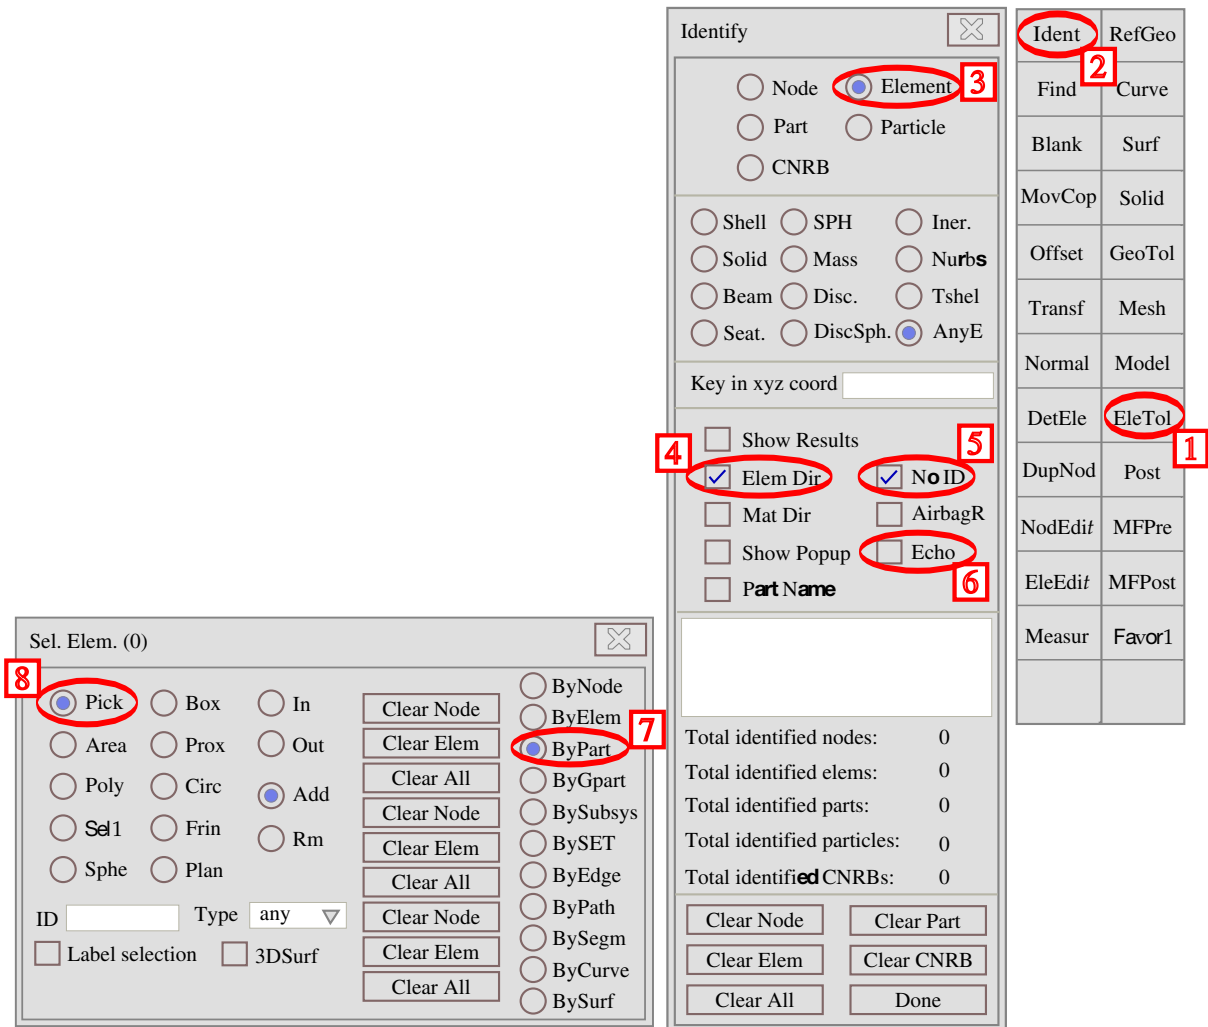 Identify
Node Element 3
Part Particle
CNRB
Shell SPH Iner.
Solid Mass Nurbs
Beam Disc. Tshel
Seat. DiscSph. AnyE
Key in xyz coord
Show Results 5
4 Elem Dir No ID
Mat Dir AirbagR
Show Popup Echo
6
Part Name
Total identified nodes: 0
Total identified elems: 0
Total identified parts: 0
Total identified particles: 0
Total identified CNRBs: 0
Clear Node Clear Part
Clear Elem Clear CNRB
Clear All Done
Ident RefGeo
2
Find Curve
Blank Surf
MovCop Solid
Offset GeoTol
Transf Mesh
Normal Model
DetEle EleTol
1
DupNod Post
NodEdit MFPre
EleEdit MFPost
Measur Favor1
Sel. Elem. (0)
8
Pick Box In
Area Prox Out
Poly Circ Add
Sel1 Frin Rm
Sphe Plan
ID Type any
Label selection 3DSurf
Clear Node
Clear Elem
Clear All
Clear Node
Clear Elem
Clear All
Clear Node
Clear Elem
Clear All
ByNode
ByElem
7
ByPart
ByGpart
BySubsys
BySET
ByEdge
ByPath
BySegm
ByCurve
BySurf